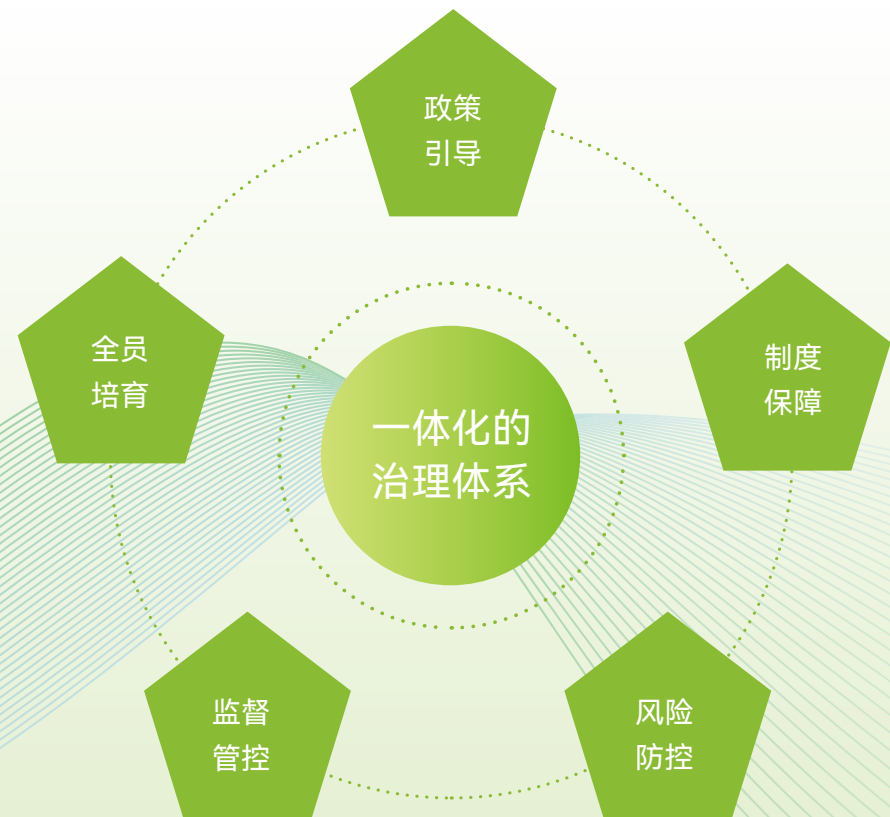 政策
引导
全员
培育
制度
保障
一体化的
治理体系
监督
管控
风险
防控